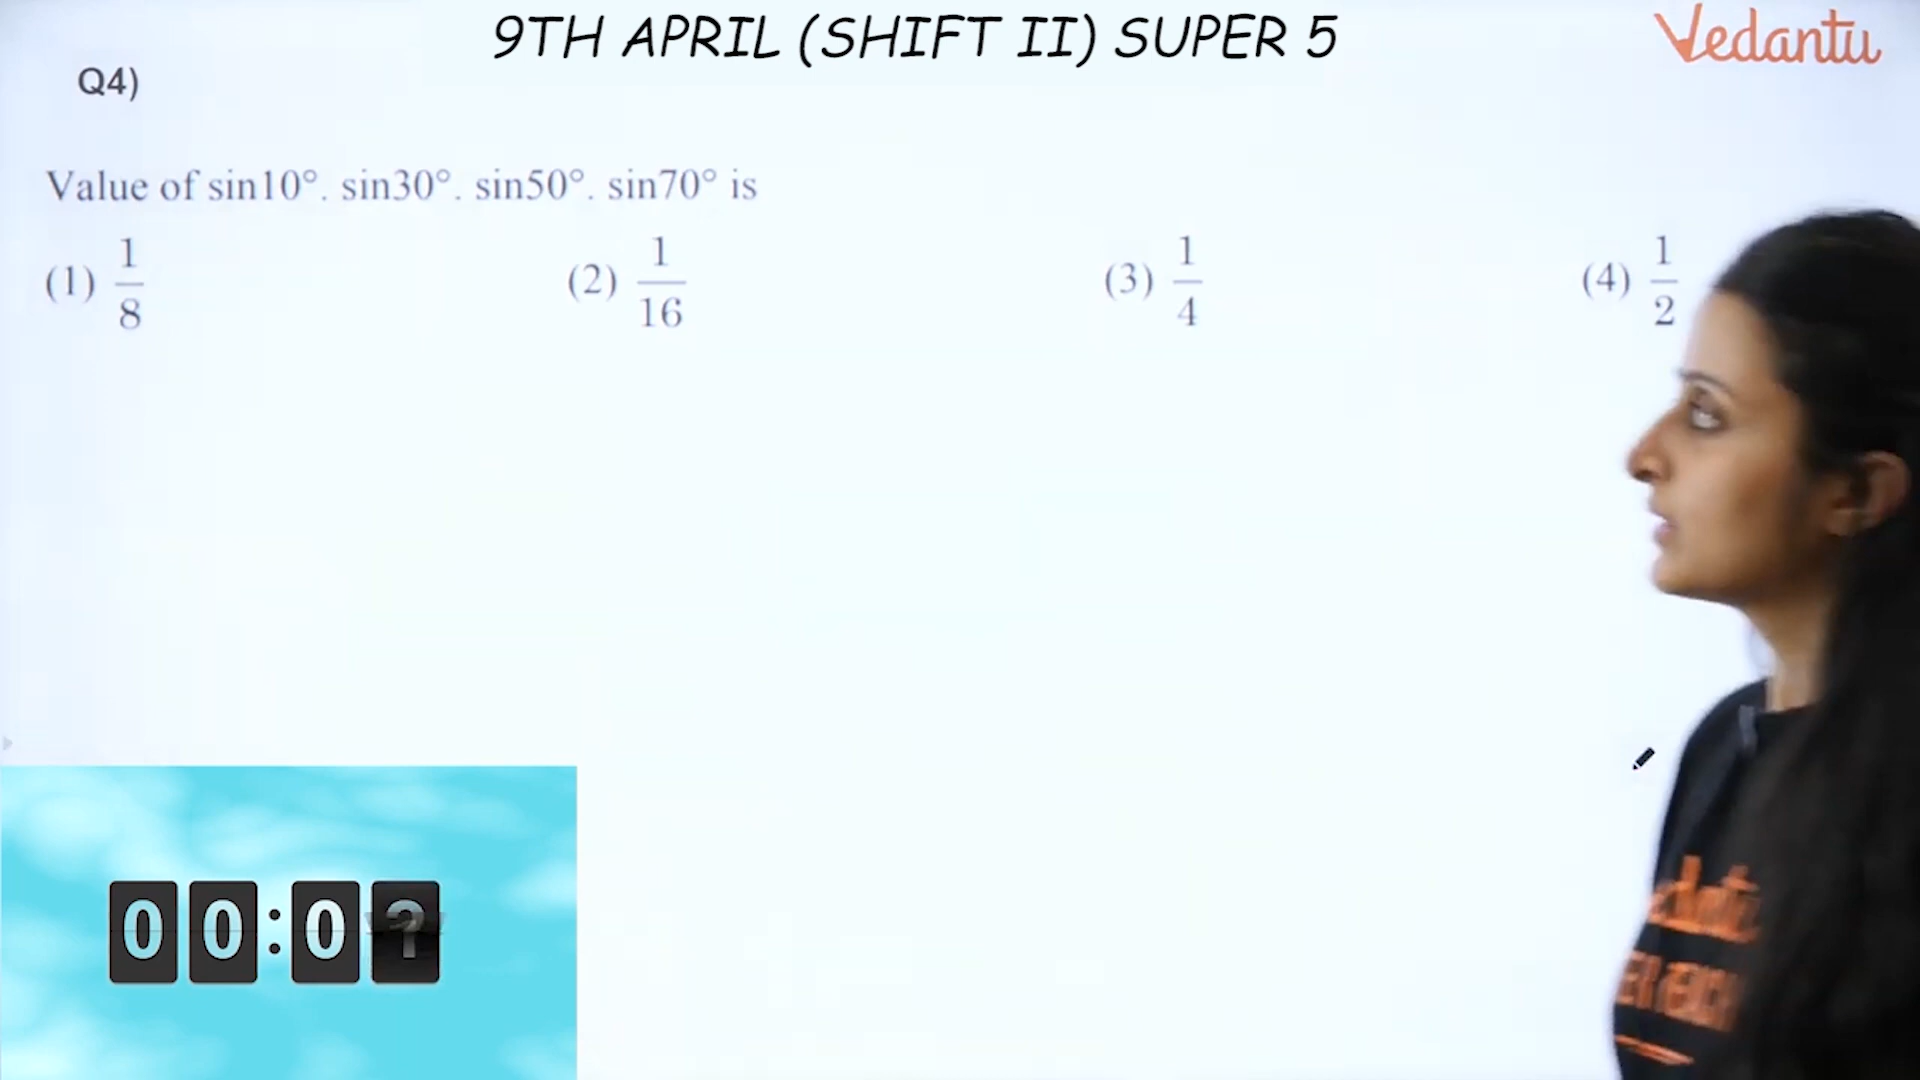 9TH APRIL (SHIFT II) SUPER 5
Vedantu
Q4)
Value of sin10°. sin30°. sin50°. sin70° is
(1) 1/8 (2) 1/16 (3) 1/4 (4) 1/2
00:0